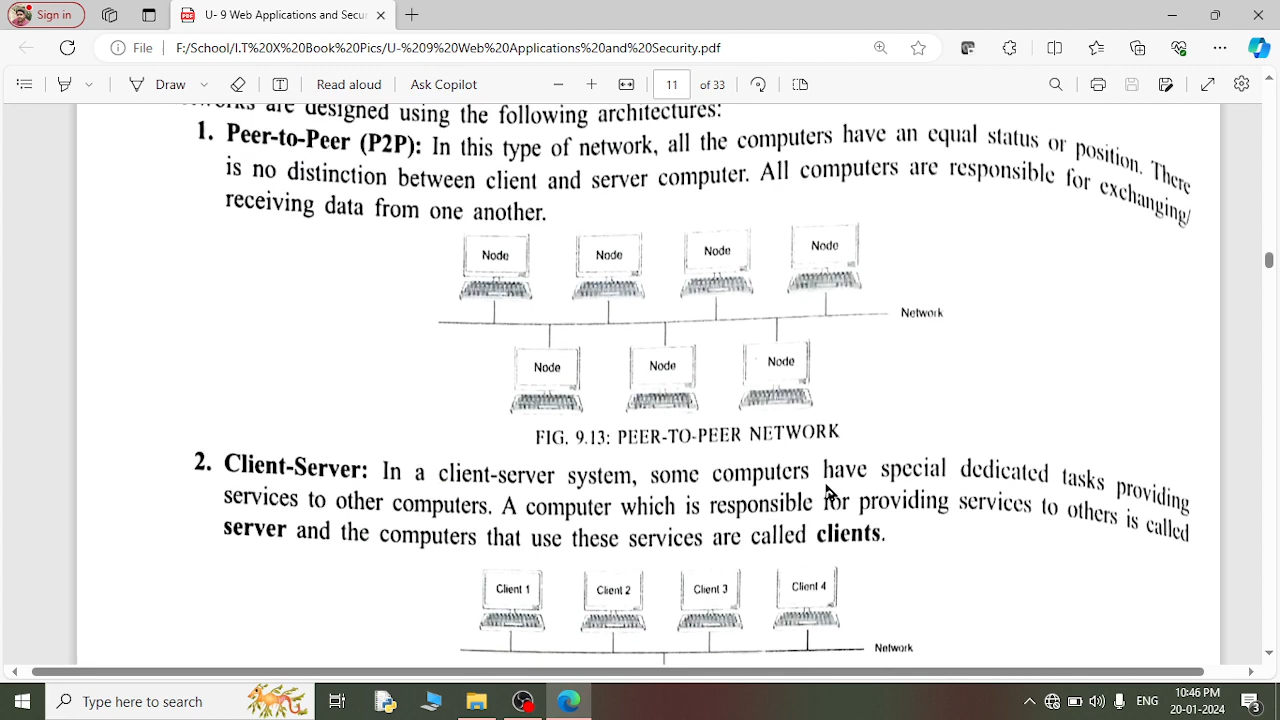 Sign in
U- 9 Web Applications and Secu
File
F:/School/I.T%20X%20Book%20Pics/U-%209%20Web%20Applications%20and%20Security.pdf
Draw
Read aloud
Ask Copilot
11 of 33
are designed using the following architectures:
1. Peer-to-Peer (P2P): In this type of network, all the computers have an equal status or position. There
is no distinction between client and server computer. All computers are responsible for exchanging/
receiving data from one another.
Node Node Node Node
Network
Node Node Node
FIG. 9.13: PEER-TO-PEER NETWORK
2. Client-Server: In a client-server system, some computers have special dedicated tasks providing
services to other computers. A computer which is responsible for providing services to others is called
server and the computers that use these services are called clients.
Client 1 Client 2 Client 3 Client 4
Network
Type here to search
ENG
10:46 PM
20-01-2024
3